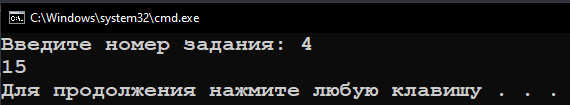 C:\Windows\system32\cmd.exe
Введите номер задания: 4
15
Для продолжения нажмите любую клавишу . . .